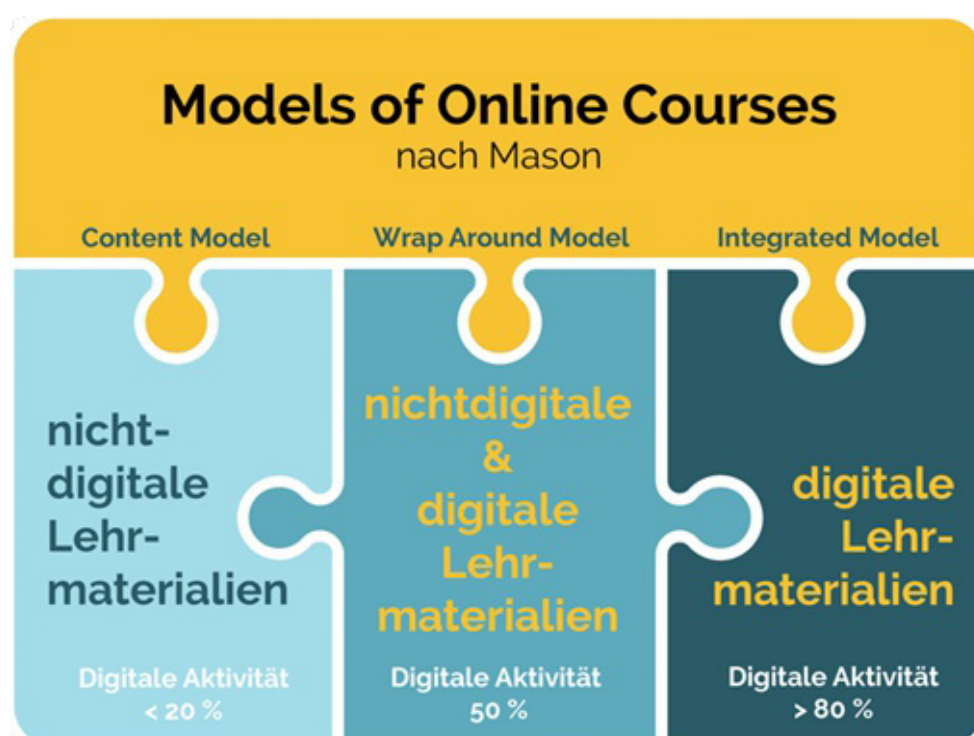 Models of Online Courses
nach Mason
Content Model
Wrap Around Model
Integrated Model
nicht-
digitale
Lehr-
materialien
Digitale Aktivität
< 20 %
nichtdigitale
&
digitale
Lehr-
materialien
Digitale Aktivität
50 %
digitale
Lehr-
materialien
Digitale Aktivität
> 80 %